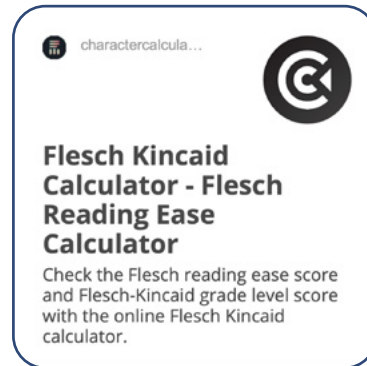 charactercalcula...
Flesch Kincaid
Calculator - Flesch
Reading Ease
Calculator
Check the Flesch reading ease score
and Flesch-Kincaid grade level score
with the online Flesch Kincaid
calculator.